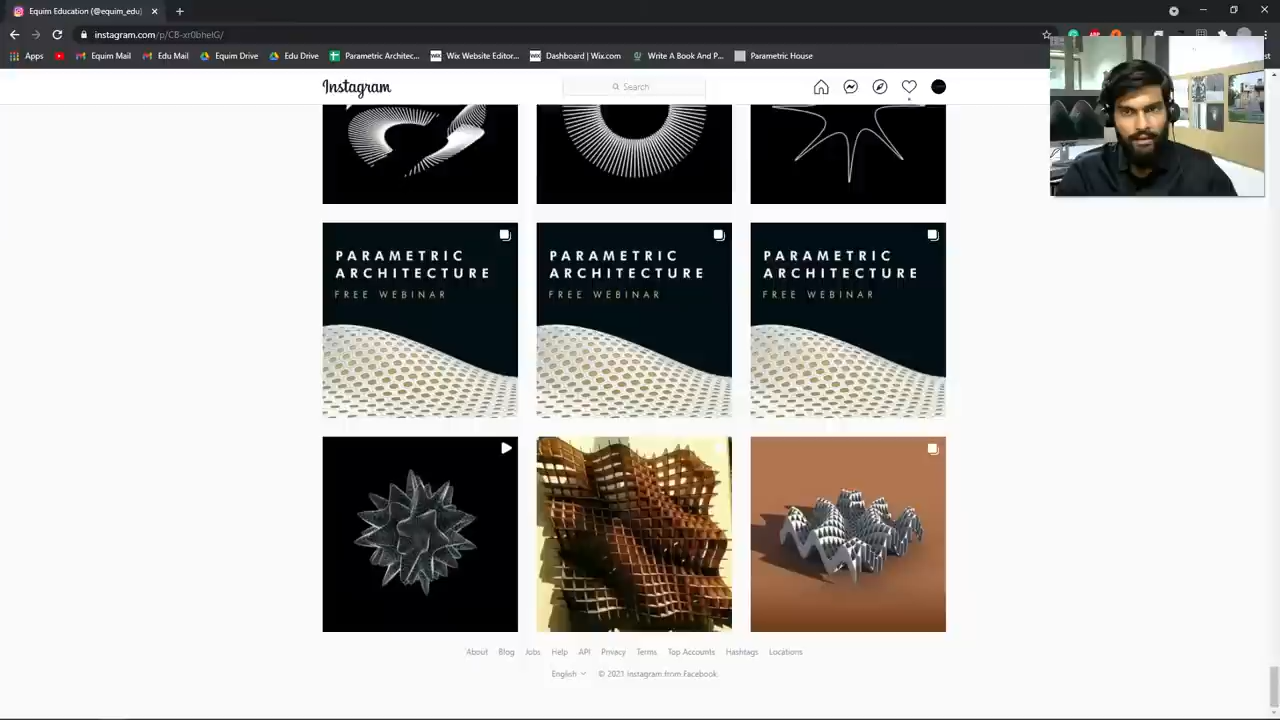 Equim Education (@equim_edu)
instagram.com/p/CB-xr0bhelG/
Apps
Equim Mail
Edu Mail
Equim Drive
Edu Drive
Parametric Architec...
Wix Website Editor...
Dashboard | Wix.com
Write A Book And P...
Parametric House
Instagram
Search
PARAMETRIC
ARCHITECTURE
FREE WEBINAR
PARAMETRIC
ARCHITECTURE
FREE WEBINAR
PARAMETRIC
ARCHITECTURE
FREE WEBINAR
About Blog Jobs Help API Privacy Terms Top Accounts Hashtags Locations
English © 2021 Instagram from Facebook